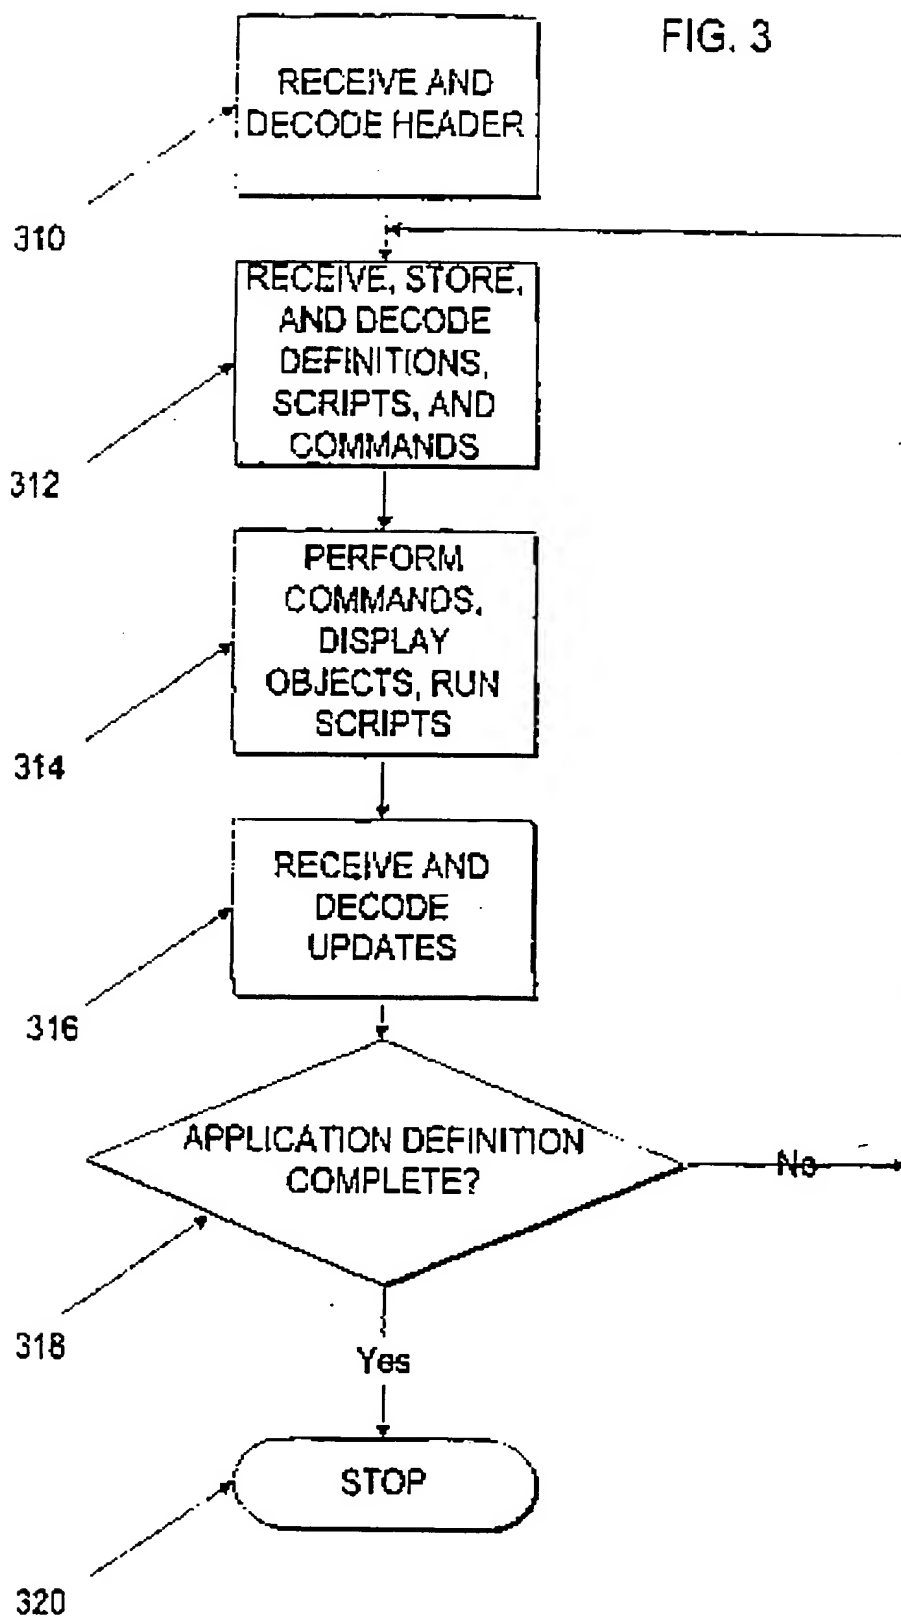 FIG. 3
RECEIVE AND
DECODE HEADER
310
RECEIVE, STORE,
AND DECODE
DEFINITIONS,
SCRIPTS, AND
COMMANDS
312
PERFORM
COMMANDS,
DISPLAY
OBJECTS, RUN
SCRIPTS
314
RECEIVE AND
DECODE
UPDATES
316
APPLICATION DEFINITION
COMPLETE?
No
318
Yes
STOP
320